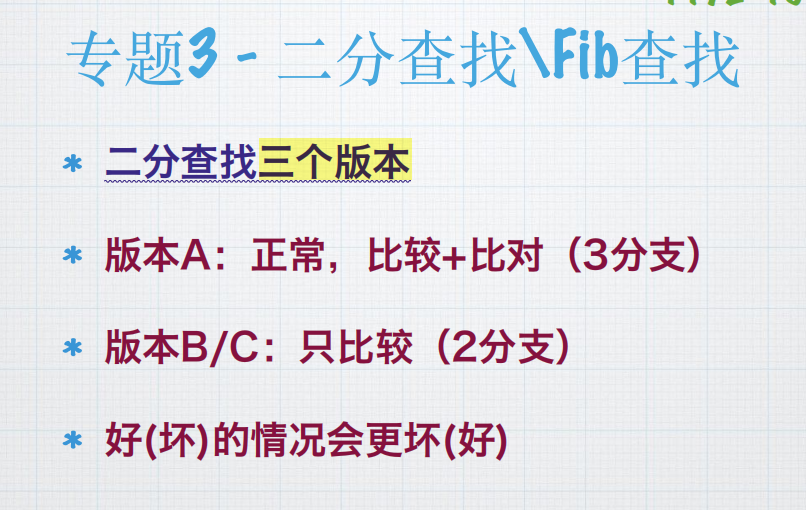 专题3 - 二分查找\Fib查找
* 二分查找三个版本
* 版本A：正常，比较+比对（3分支）
* 版本B/C：只比较（2分支）
* 好(坏)的情况会更坏(好)